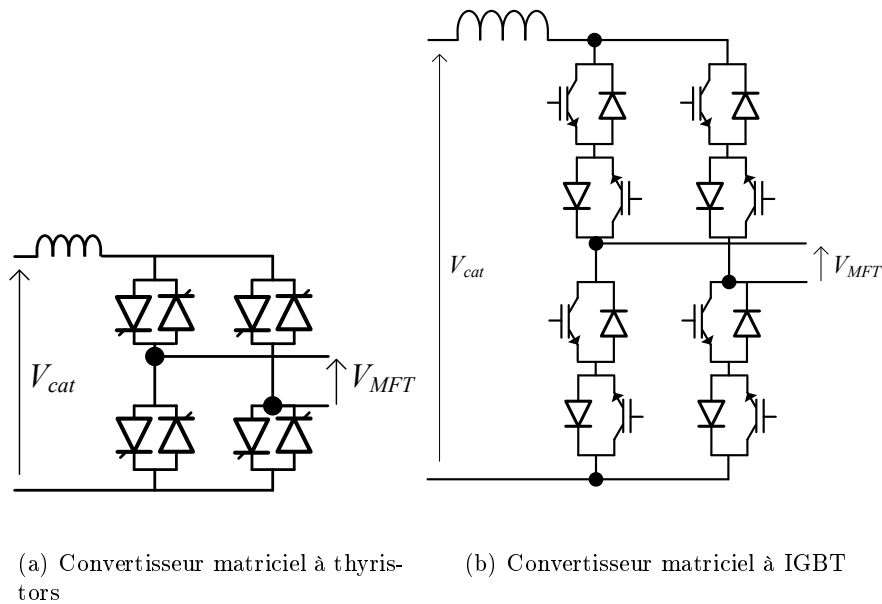 V_cat
V_MFT
V_cat
V_MFT
(a) Convertisseur matriciel à thyris-
tors
(b) Convertisseur matriciel à IGBT